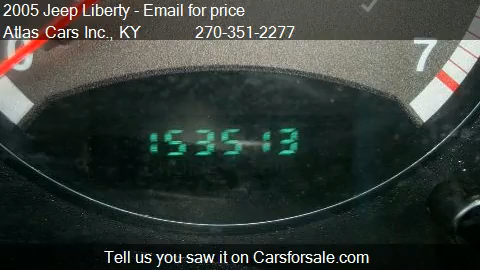 2005 Jeep Liberty - Email for price
Atlas Cars Inc., KY 270-351-2277
0 7
153513
Tell us you saw it on Carsforsale.com